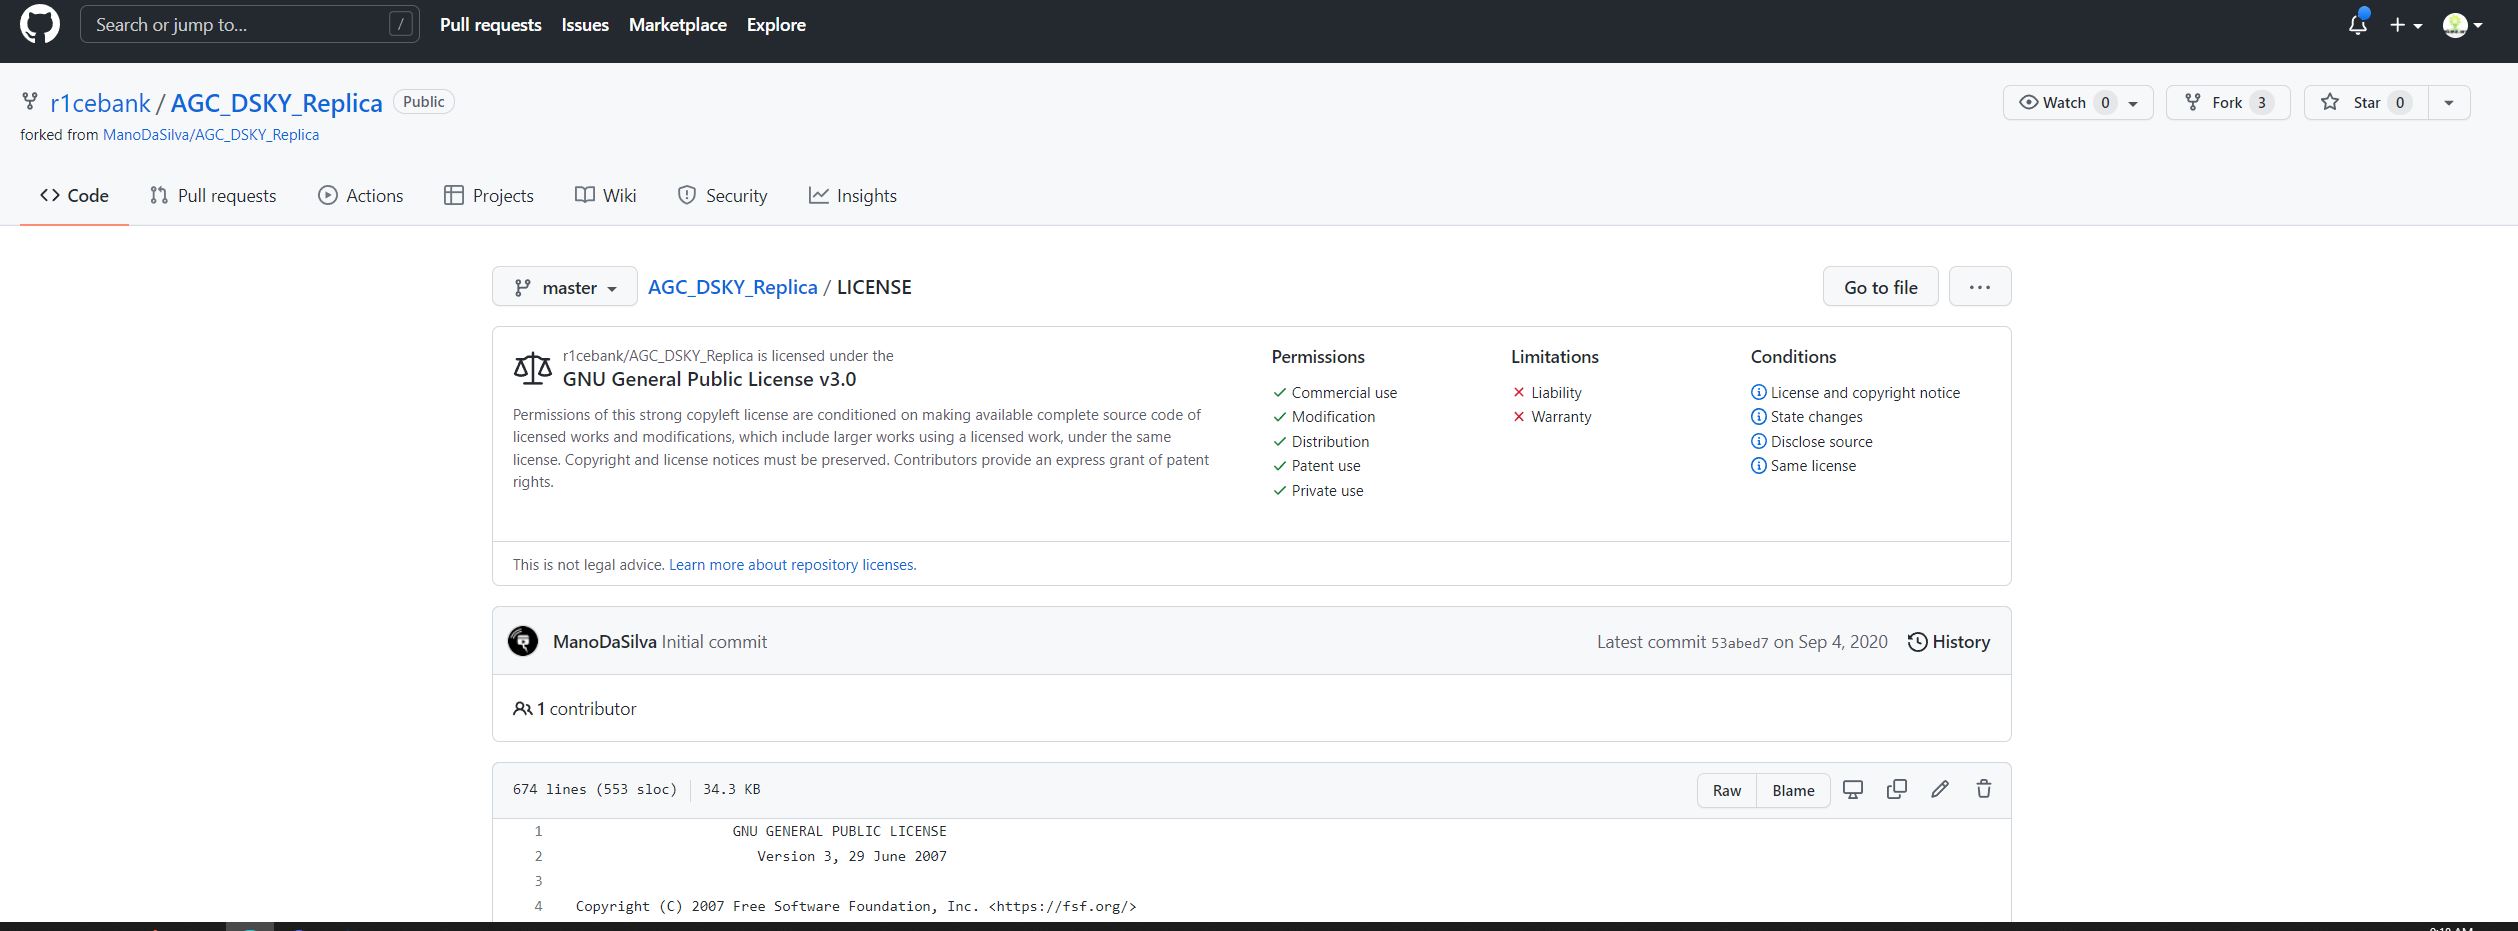 Search or jump to... /
Pull requests Issues Marketplace Explore
r1cebank / AGC_DSKY_Replica Public
Watch 0 Fork 3 Star 0
forked from ManoDaSilva/AGC_DSKY_Replica
Code Pull requests Actions Projects Wiki Security Insights
master AGC_DSKY_Replica / LICENSE Go to file ...
r1cebank/AGC_DSKY_Replica is licensed under the
GNU General Public License v3.0
Permissions of this strong copyleft license are conditioned on making available complete source code of
licensed works and modifications, which include larger works using a licensed work, under the same
license. Copyright and license notices must be preserved. Contributors provide an express grant of patent
rights.
Permissions
Commercial use
Modification
Distribution
Patent use
Private use
Limitations
Liability
Warranty
Conditions
License and copyright notice
State changes
Disclose source
Same license
This is not legal advice. Learn more about repository licenses.
ManoDaSilva Initial commit Latest commit 53abed7 on Sep 4, 2020 History
1 contributor
674 lines (553 sloc) 34.3 KB Raw Blame
1 GNU GENERAL PUBLIC LICENSE
2 Version 3, 29 June 2007
3
4 Copyright (C) 2007 Free Software Foundation, Inc. <https://fsf.org/>